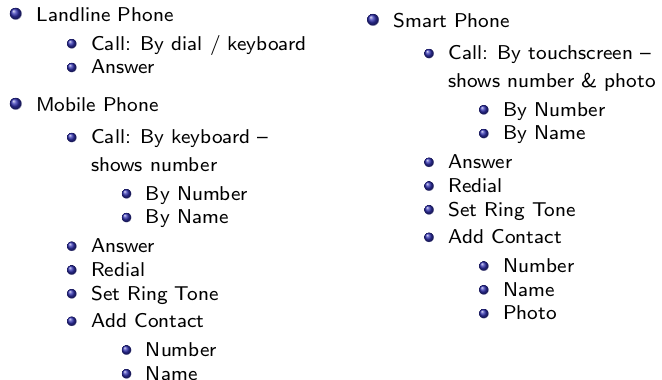 Landline Phone
Call: By dial / keyboard
Answer
Mobile Phone
Call: By keyboard –
shows number
By Number
By Name
Answer
Redial
Set Ring Tone
Add Contact
Number
Name
Smart Phone
Call: By touchscreen –
shows number & photo
By Number
By Name
Answer
Redial
Set Ring Tone
Add Contact
Number
Name
Photo